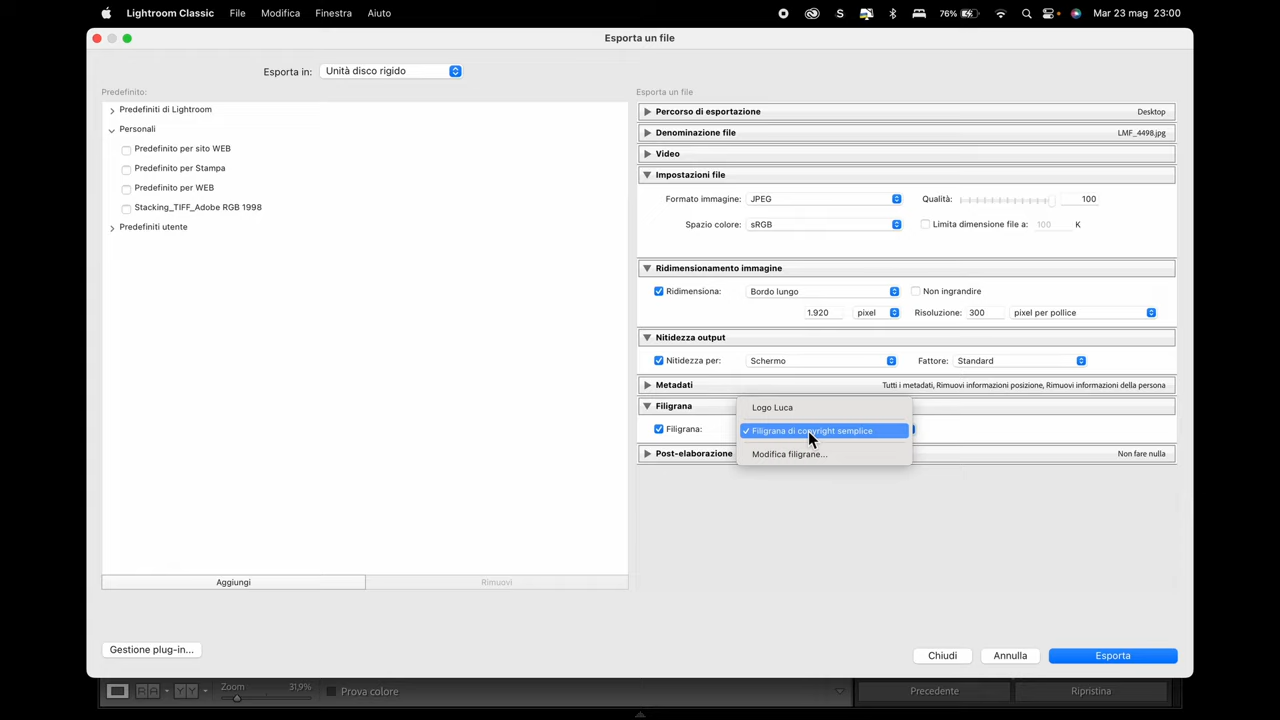 Lightroom Classic File Modifica Finestra Aiuto S 76% Mar 23 mag 23:00
Esporta un file
Esporta in: Unità disco rigido
Predefinito:
Predefiniti di Lightroom
Personali
Predefinito per sito WEB
Predefinito per Stampa
Predefinito per WEB
Stacking_TIFF_Adobe RGB 1998
Predefiniti utente
Aggiungi Rimuovi
Esporta un file
Percorso di esportazione Desktop
Denominazione file LMF_4498.jpg
Video
Impostazioni file
Formato immagine: JPEG Qualità: 100
Spazio colore: sRGB Limita dimensione file a: 100 K
Ridimensionamento immagine
Ridimensiona: Bordo lungo Non ingrandire
1.920 pixel Risoluzione: 300 pixel per pollice
Nitidezza output
Nitidezza per: Schermo Fattore: Standard
Metadati Tutti i metadati, Rimuovi informazioni posizione, Rimuovi informazioni della persona
Filigrana Logo Luca
Filigrana: Filigrana di copyright semplice
Modifica filigrane...
Post-elaborazione Non fare nulla
Gestione plug-in... Chiudi Annulla Esporta
RA YY Zoom 31,9% Prova colore Precedente Ripristina